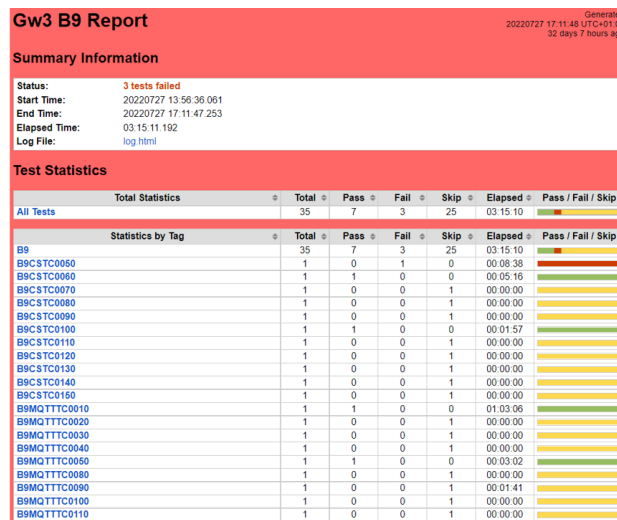 Gw3 B9 Report
Generate
20220727 17:11:48 UTC+01:0
32 days 7 hours ag
Summary Information
Status: 3 tests failed
Start Time: 20220727 13:56:36.061
End Time: 20220727 17:11:47.253
Elapsed Time: 03:15:11.192
Log File: log.html
Test Statistics
Total Statistics Total Pass Fail Skip Elapsed Pass / Fail / Skip
All Tests 35 7 3 25 03:15:10
Statistics by Tag Total Pass Fail Skip Elapsed Pass / Fail / Skip
B9 35 7 3 25 03:15:10
B9CSTC0050 1 0 1 0 00:08:38
B9CSTC0060 1 1 0 0 00:05:16
B9CSTC0070 1 0 0 1 00:00:00
B9CSTC0080 1 0 0 1 00:00:00
B9CSTC0090 1 0 0 1 00:00:00
B9CSTC0100 1 1 0 0 00:01:57
B9CSTC0110 1 0 0 1 00:00:00
B9CSTC0120 1 0 0 1 00:00:00
B9CSTC0130 1 0 0 1 00:00:00
B9CSTC0140 1 0 0 1 00:00:00
B9CSTC0150 1 0 0 1 00:00:00
B9MQTTTC0010 1 1 0 0 01:03:06
B9MQTTTC0020 1 0 0 1 00:00:00
B9MQTTTC0030 1 0 0 1 00:00:00
B9MQTTTC0040 1 0 0 1 00:00:00
B9MQTTTC0050 1 1 0 0 00:03:02
B9MQTTTC0080 1 0 0 1 00:00:00
B9MQTTTC0090 1 0 0 1 00:01:41
B9MQTTTC0100 1 0 0 1 00:00:00
B9MQTTTC0110 1 0 0 1 00:00:00